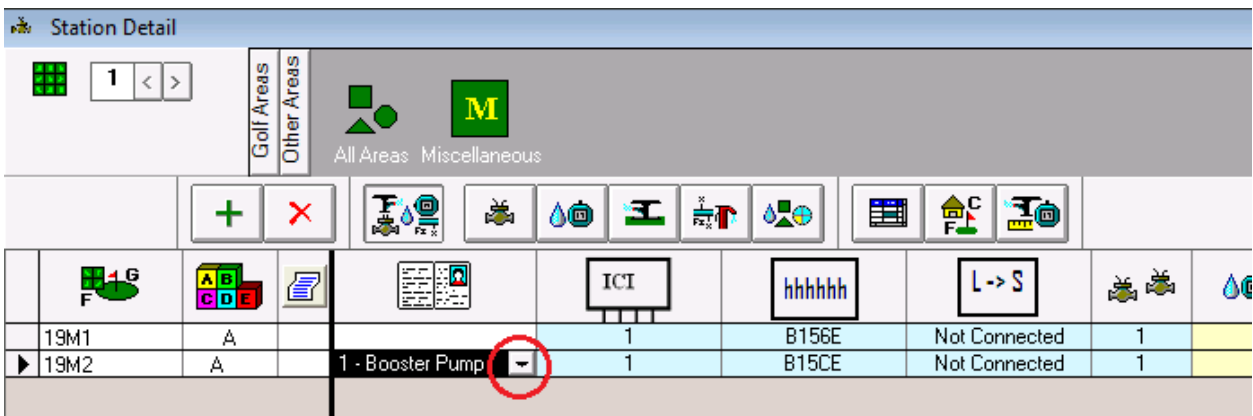 Station Detail
1 < >
Golf Areas
Other Areas
M
All Areas Miscellaneous
C
F
Fz x
G
F
A B
C D E
ICI
hhhhhh
L -> S
19M1 A 1 B156E Not Connected 1
19M2 A 1 - Booster Pump 1 B15CE Not Connected 1